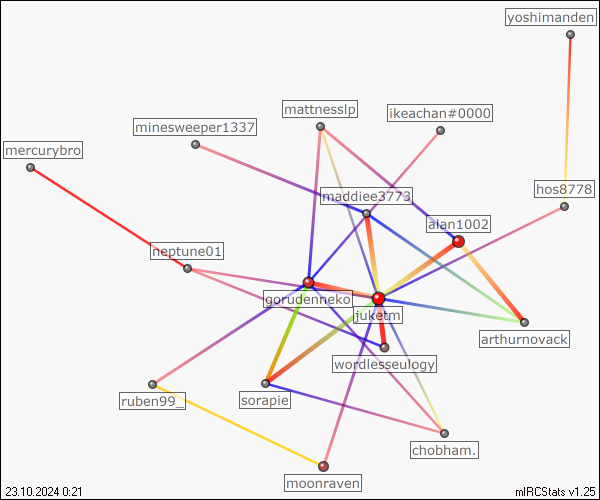 yoshimanden
mattnesslp
ikeachan#0000
minesweeper1337
mercurybro
hos8778
maddiee3773
alan1002
neptune01
gorudenneko
juketm
arthurnovack
wordlesseulogy
ruben99_
sorapie
chobham.
moonraven
23.10.2024 0:21
mIRCStats v1.25